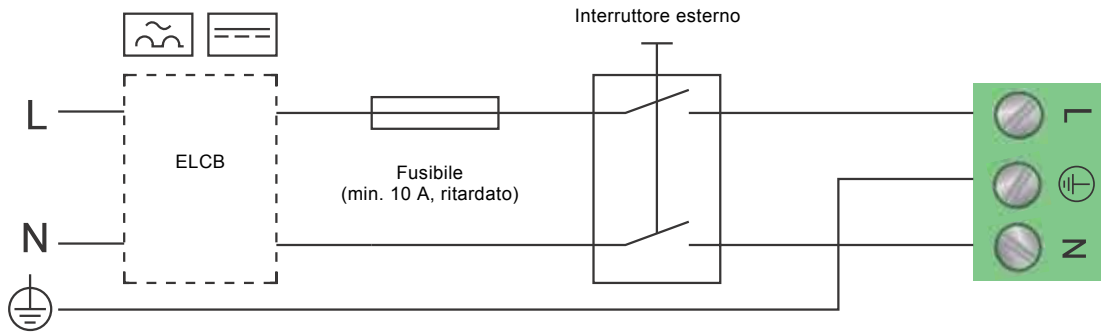 Interruttore esterno
L
ELCB
Fusibile
(min. 10 A, ritardato)
N
L
N